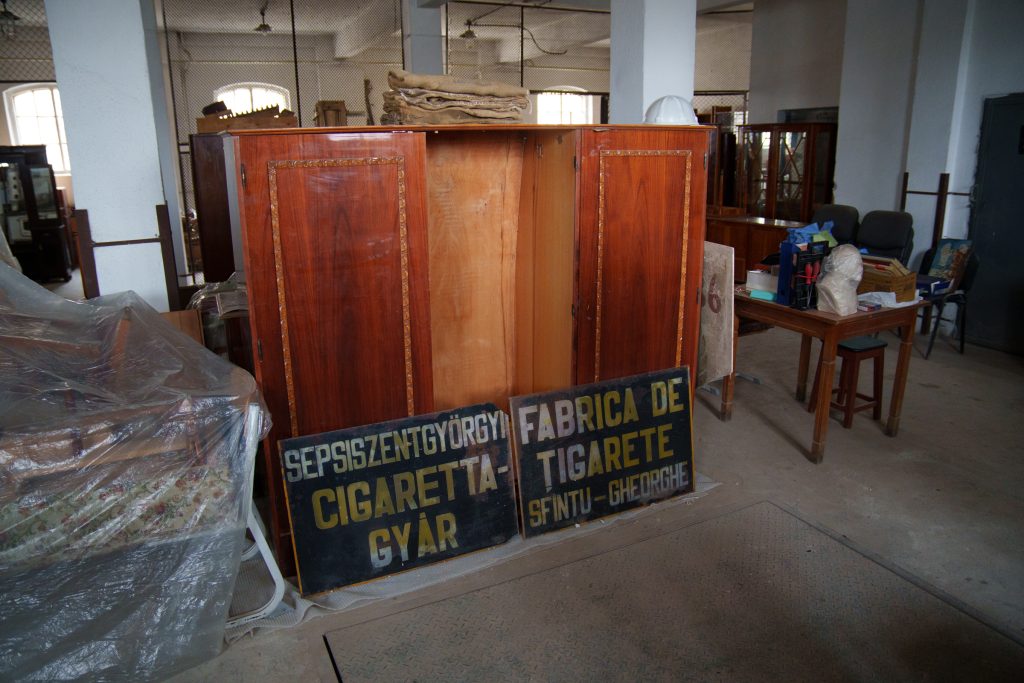 SEPSISZENTGYÖRGYI
CIGARETTA-
GYÁR
FABRICA DE
ȚIGARETE
SFÎNTU-GHEORGHE